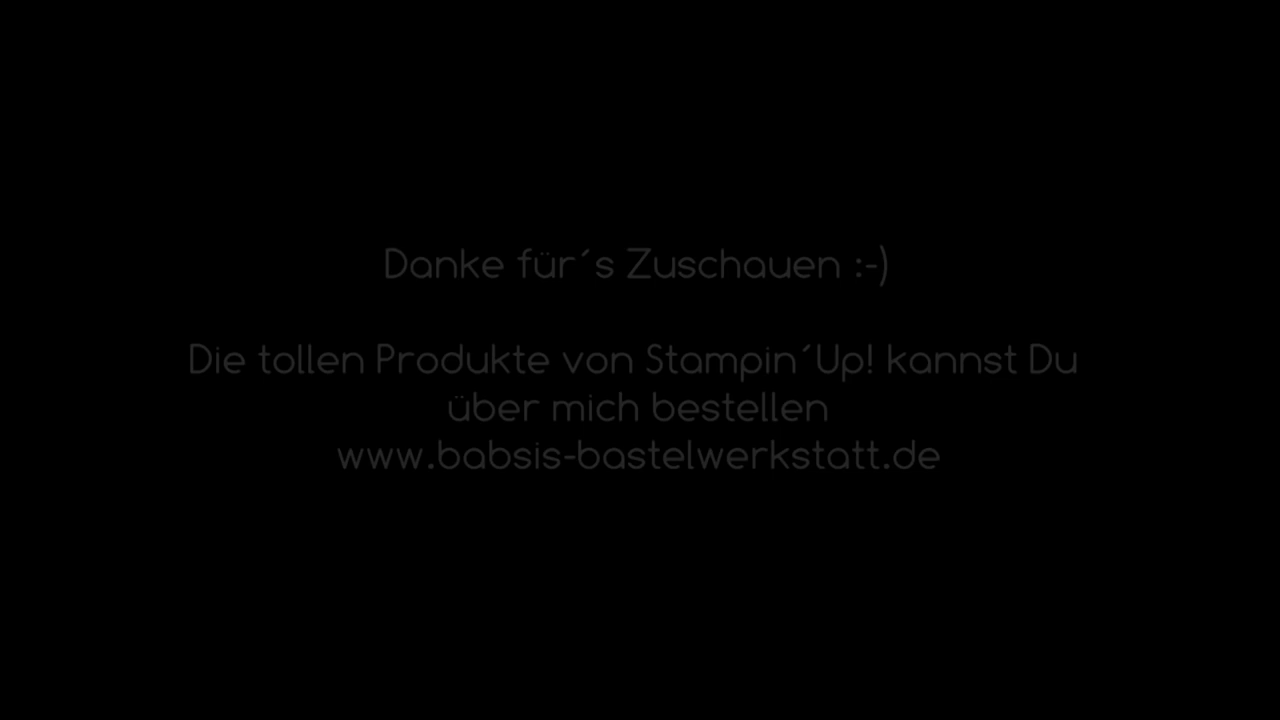 Danke für´s Zuschauen :-)
Die tollen Produkte von Stampin´Up! kannst Du
über mich bestellen
www.babsis-bastelwerkstatt.de